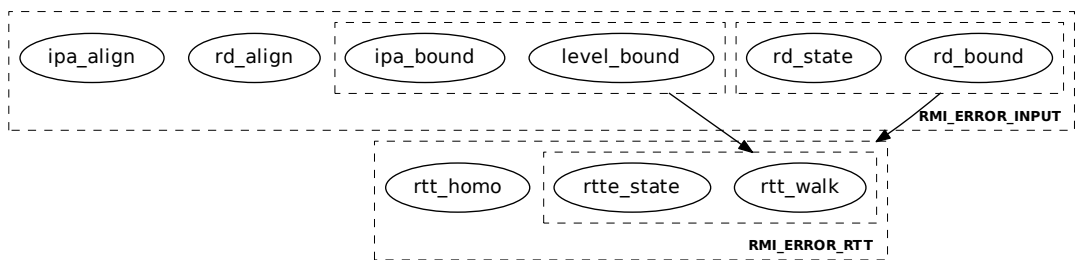 ipa_align rd_align ipa_bound level_bound rd_state rd_bound
RMI_ERROR_INPUT
rtt_homo rtte_state rtt_walk
RMI_ERROR_RTT